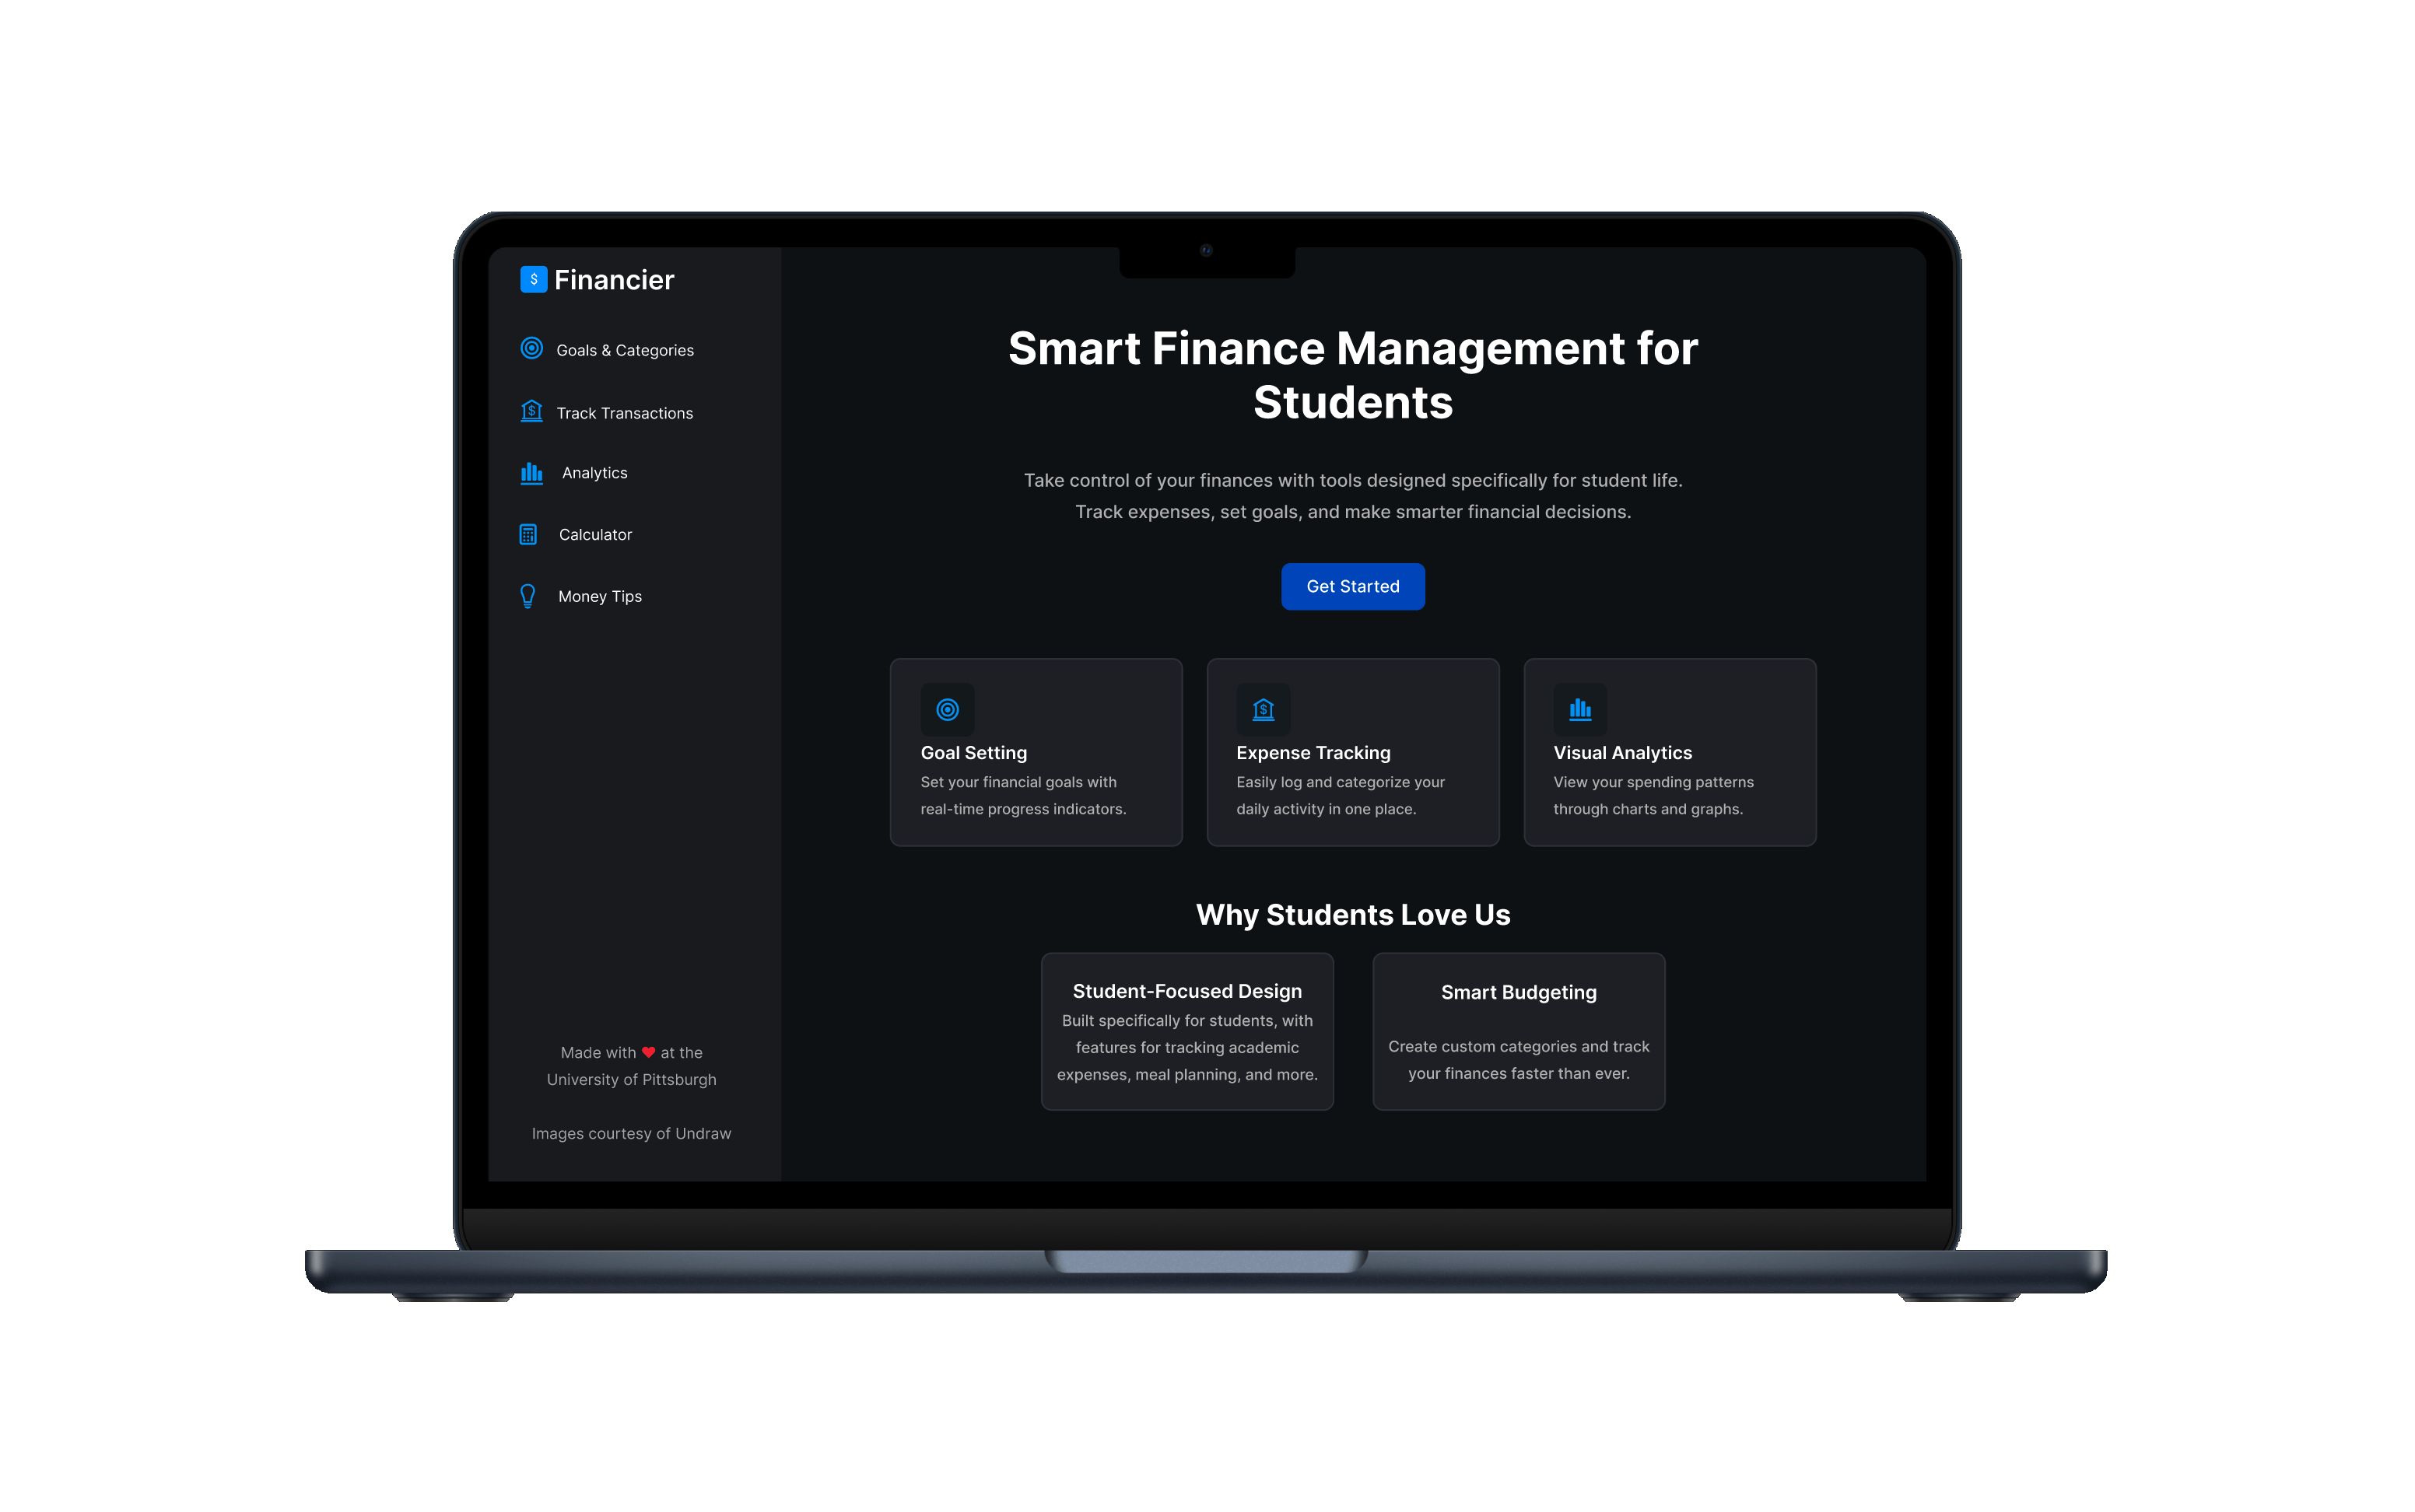 Financier
Goals & Categories
Track Transactions
Analytics
Calculator
Money Tips
Made with ❤ at the
University of Pittsburgh
Images courtesy of Undraw
Smart Finance Management for
Students
Take control of your finances with tools designed specifically for student life.
Track expenses, set goals, and make smarter financial decisions.
Get Started
Goal Setting
Set your financial goals with
real-time progress indicators.
Expense Tracking
Easily log and categorize your
daily activity in one place.
Visual Analytics
View your spending patterns
through charts and graphs.
Why Students Love Us
Student-Focused Design
Built specifically for students, with
features for tracking academic
expenses, meal planning, and more.
Smart Budgeting
Create custom categories and track
your finances faster than ever.